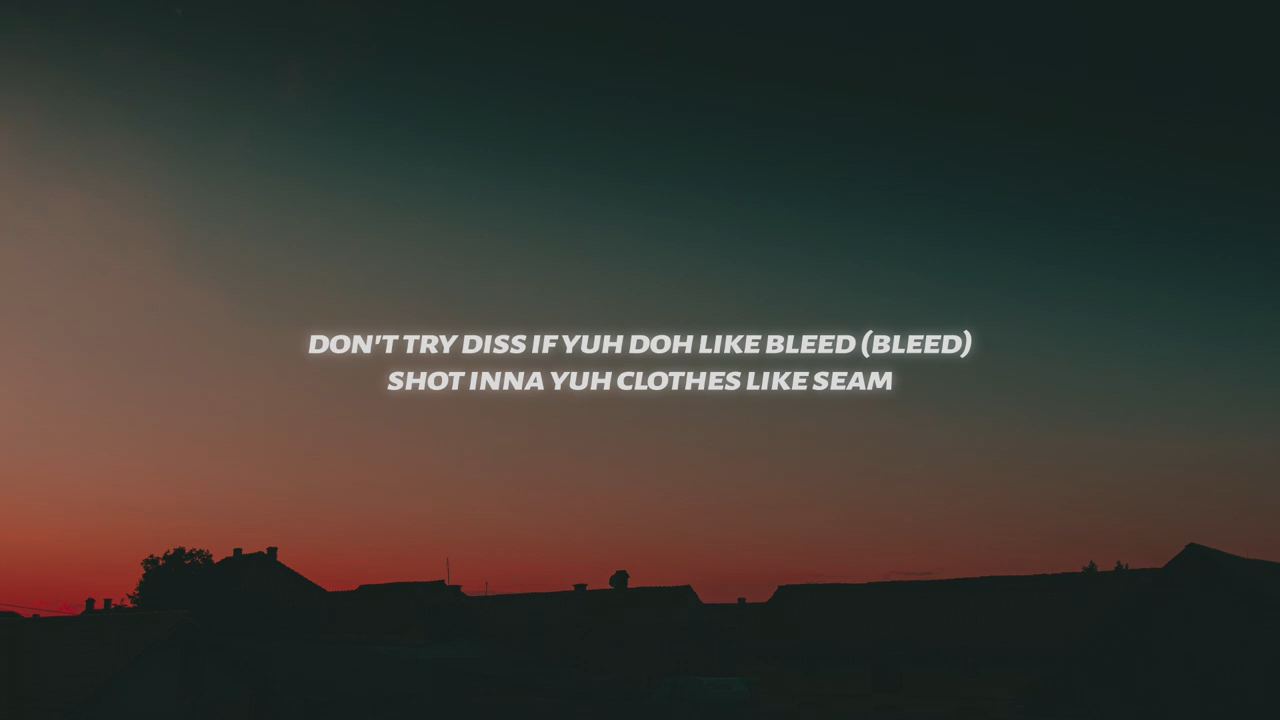 DON'T TRY DISS IF YUH DOH LIKE BLEED (BLEED)
SHOT INNA YUH CLOTHES LIKE SEAM